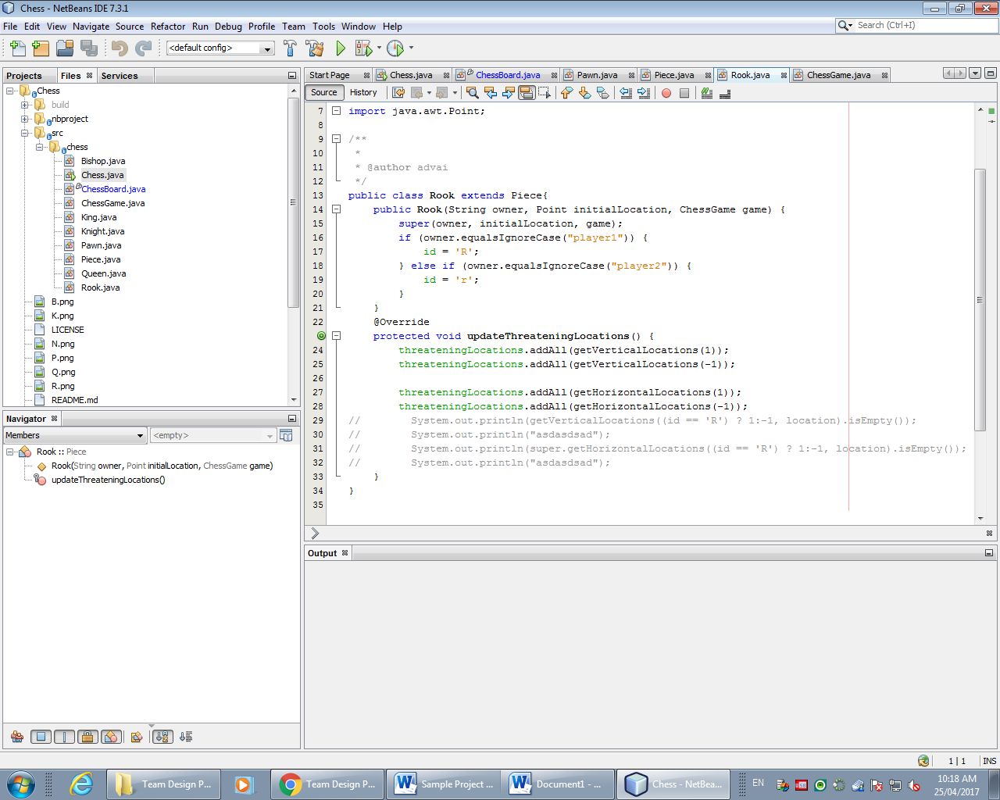 Chess - NetBeans IDE 7.3.1
File Edit View Navigate Source Refactor Run Debug Profile Team Tools Window Help
Search (Ctrl+I)
<default config>
Projects Files Services
Chess
build
nbproject
src
chess
Bishop.java
Chess.java
ChessBoard.java
ChessGame.java
King.java
Knight.java
Pawn.java
Piece.java
Queen.java
Rook.java
B.png
K.png
LICENSE
N.png
P.png
Q.png
R.png
README.md
Navigator
Members <empty>
Rook :: Piece
Rook(String owner, Point initialLocation, ChessGame game)
updateThreateningLocations()
Start Page Chess.java ChessBoard.java Pawn.java Piece.java Rook.java ChessGame.java
Source History
7 import java.awt.Point;
8
9 /**
10 *
11 * @author advai
12 */
13 public class Rook extends Piece{
14 public Rook(String owner, Point initialLocation, ChessGame game) {
15 super(owner, initialLocation, game);
16 if (owner.equalsIgnoreCase("player1")) {
17 id = 'R';
18 } else if (owner.equalsIgnoreCase("player2")) {
19 id = 'r';
20 }
21 }
22 @Override
protected void updateThreateningLocations() {
24 threateningLocations.addAll(getVerticalLocations(1));
25 threateningLocations.addAll(getVerticalLocations(-1));
26
27 threateningLocations.addAll(getHorizontalLocations(1));
28 threateningLocations.addAll(getHorizontalLocations(-1));
29 // System.out.println(getVerticalLocations((id == 'R') ? 1:-1, location).isEmpty());
30 // System.out.println("asdasdsad");
31 // System.out.println(super.getHorizontalLocations((id == 'R') ? 1:-1, location).isEmpty());
32 // System.out.println("asdasdsad");
33 }
34 }
35
Output
1 | 1 INS
Team Design P...
Team Design P...
Sample Project ...
Document1 - ...
Chess - NetBea...
EN
10:18 AM
25/04/2017